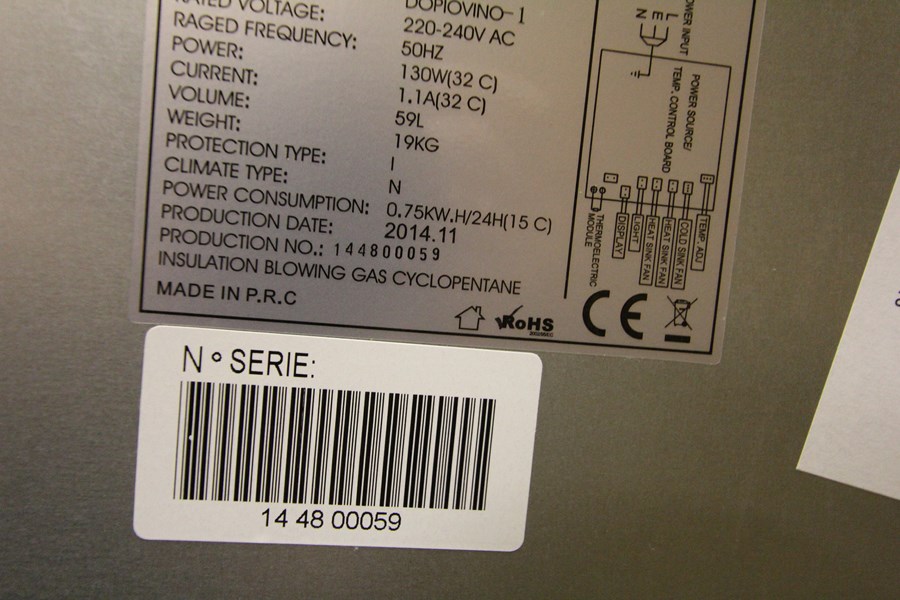 RATED VOLTAGE: DOPIOVINO-1
RAGED FREQUENCY: 220-240V AC
POWER: 50HZ
CURRENT: 130W(32 C)
VOLUME: 1.1A(32 C)
WEIGHT: 59L
PROTECTION TYPE: 19KG
CLIMATE TYPE: I
POWER CONSUMPTION: N
PRODUCTION DATE: 0.75KW.H/24H(15 C)
PRODUCTION NO.: 2014.11
144800059
INSULATION BLOWING GAS CYCLOPENTANE
MADE IN P.R.C
RoHS
CE
POWER INPUT
L
E
N
POWER SOURCE/
TEMP. CONTROL BOARD
TEMP. ADJ
COLD SINK FAN
HEAT SINK FAN
HEAT SINK FAN
LIGHT
DISPLAY
THERMOELECTRIC
MODULE
N° SERIE:
14 48 00059